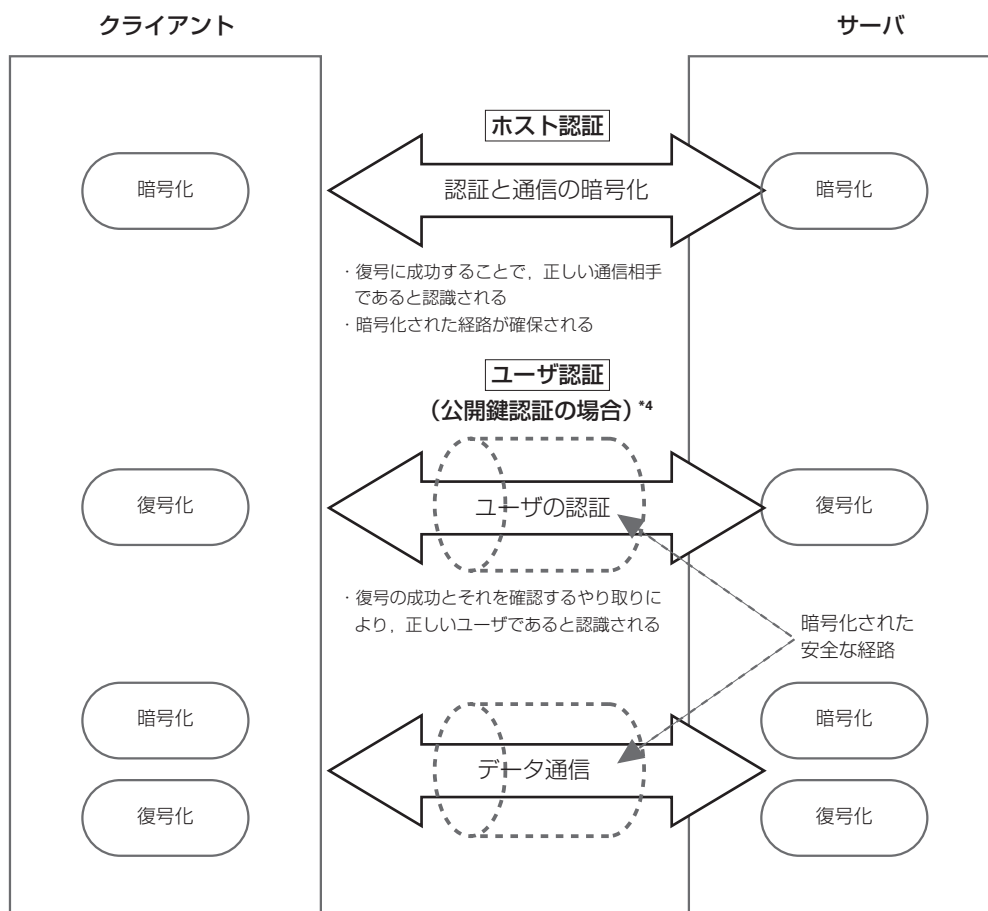 クライアント
サーバ
ホスト認証
暗号化
認証と通信の暗号化
暗号化
・復号に成功することで，正しい通信相手
であると認識される
・暗号化された経路が確保される
ユーザ認証
（公開鍵認証の場合）*4
復号化
ユーザの認証
復号化
・復号の成功とそれを確認するやり取りに
より，正しいユーザであると認識される
暗号化された
安全な経路
暗号化
暗号化
データ通信
復号化
復号化